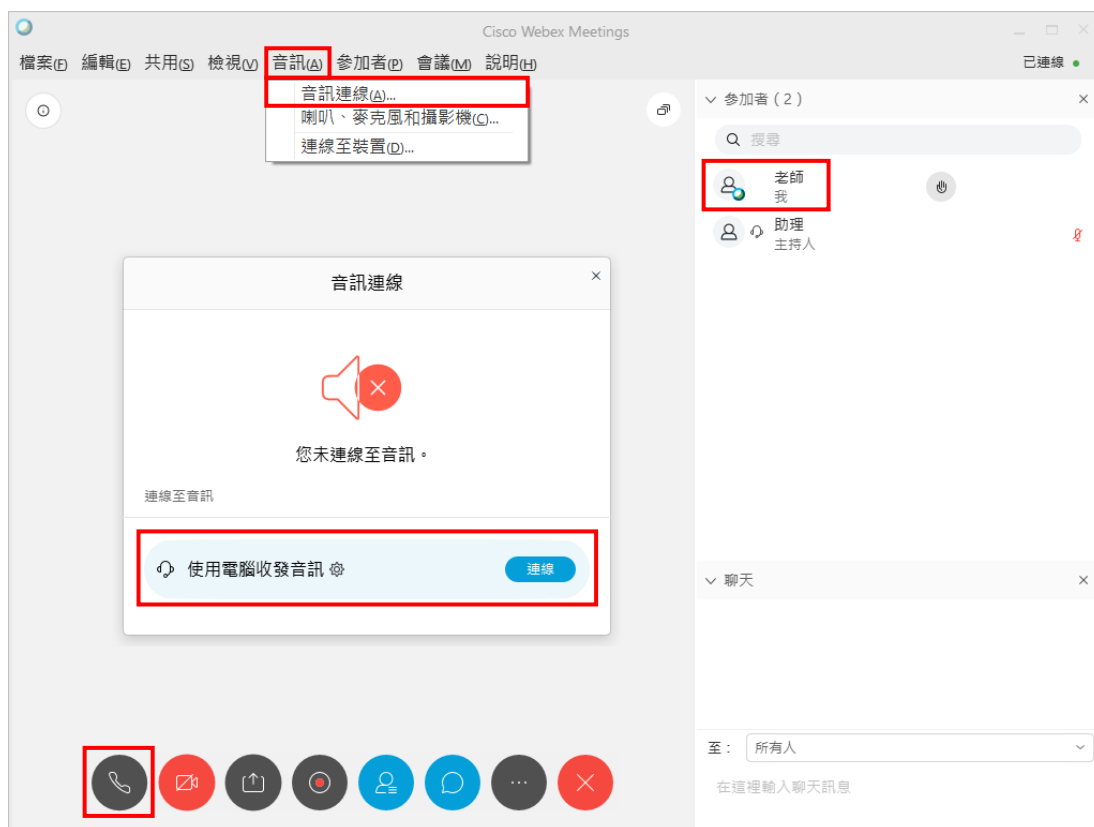 Cisco Webex Meetings
檔案(F) 編輯(E) 共用(S) 檢視(V) 音訊(A) 參加者(P) 會議(M) 說明(H)
已連線
音訊連線(A)...
喇叭、麥克風和攝影機(C)...
連線至裝置(D)...
參加者 ( 2 )
搜尋
老師
我
助理
主持人
音訊連線
您未連線至音訊。
連線至音訊
使用電腦收發音訊
連線
聊天
至：
所有人
在這裡輸入聊天訊息